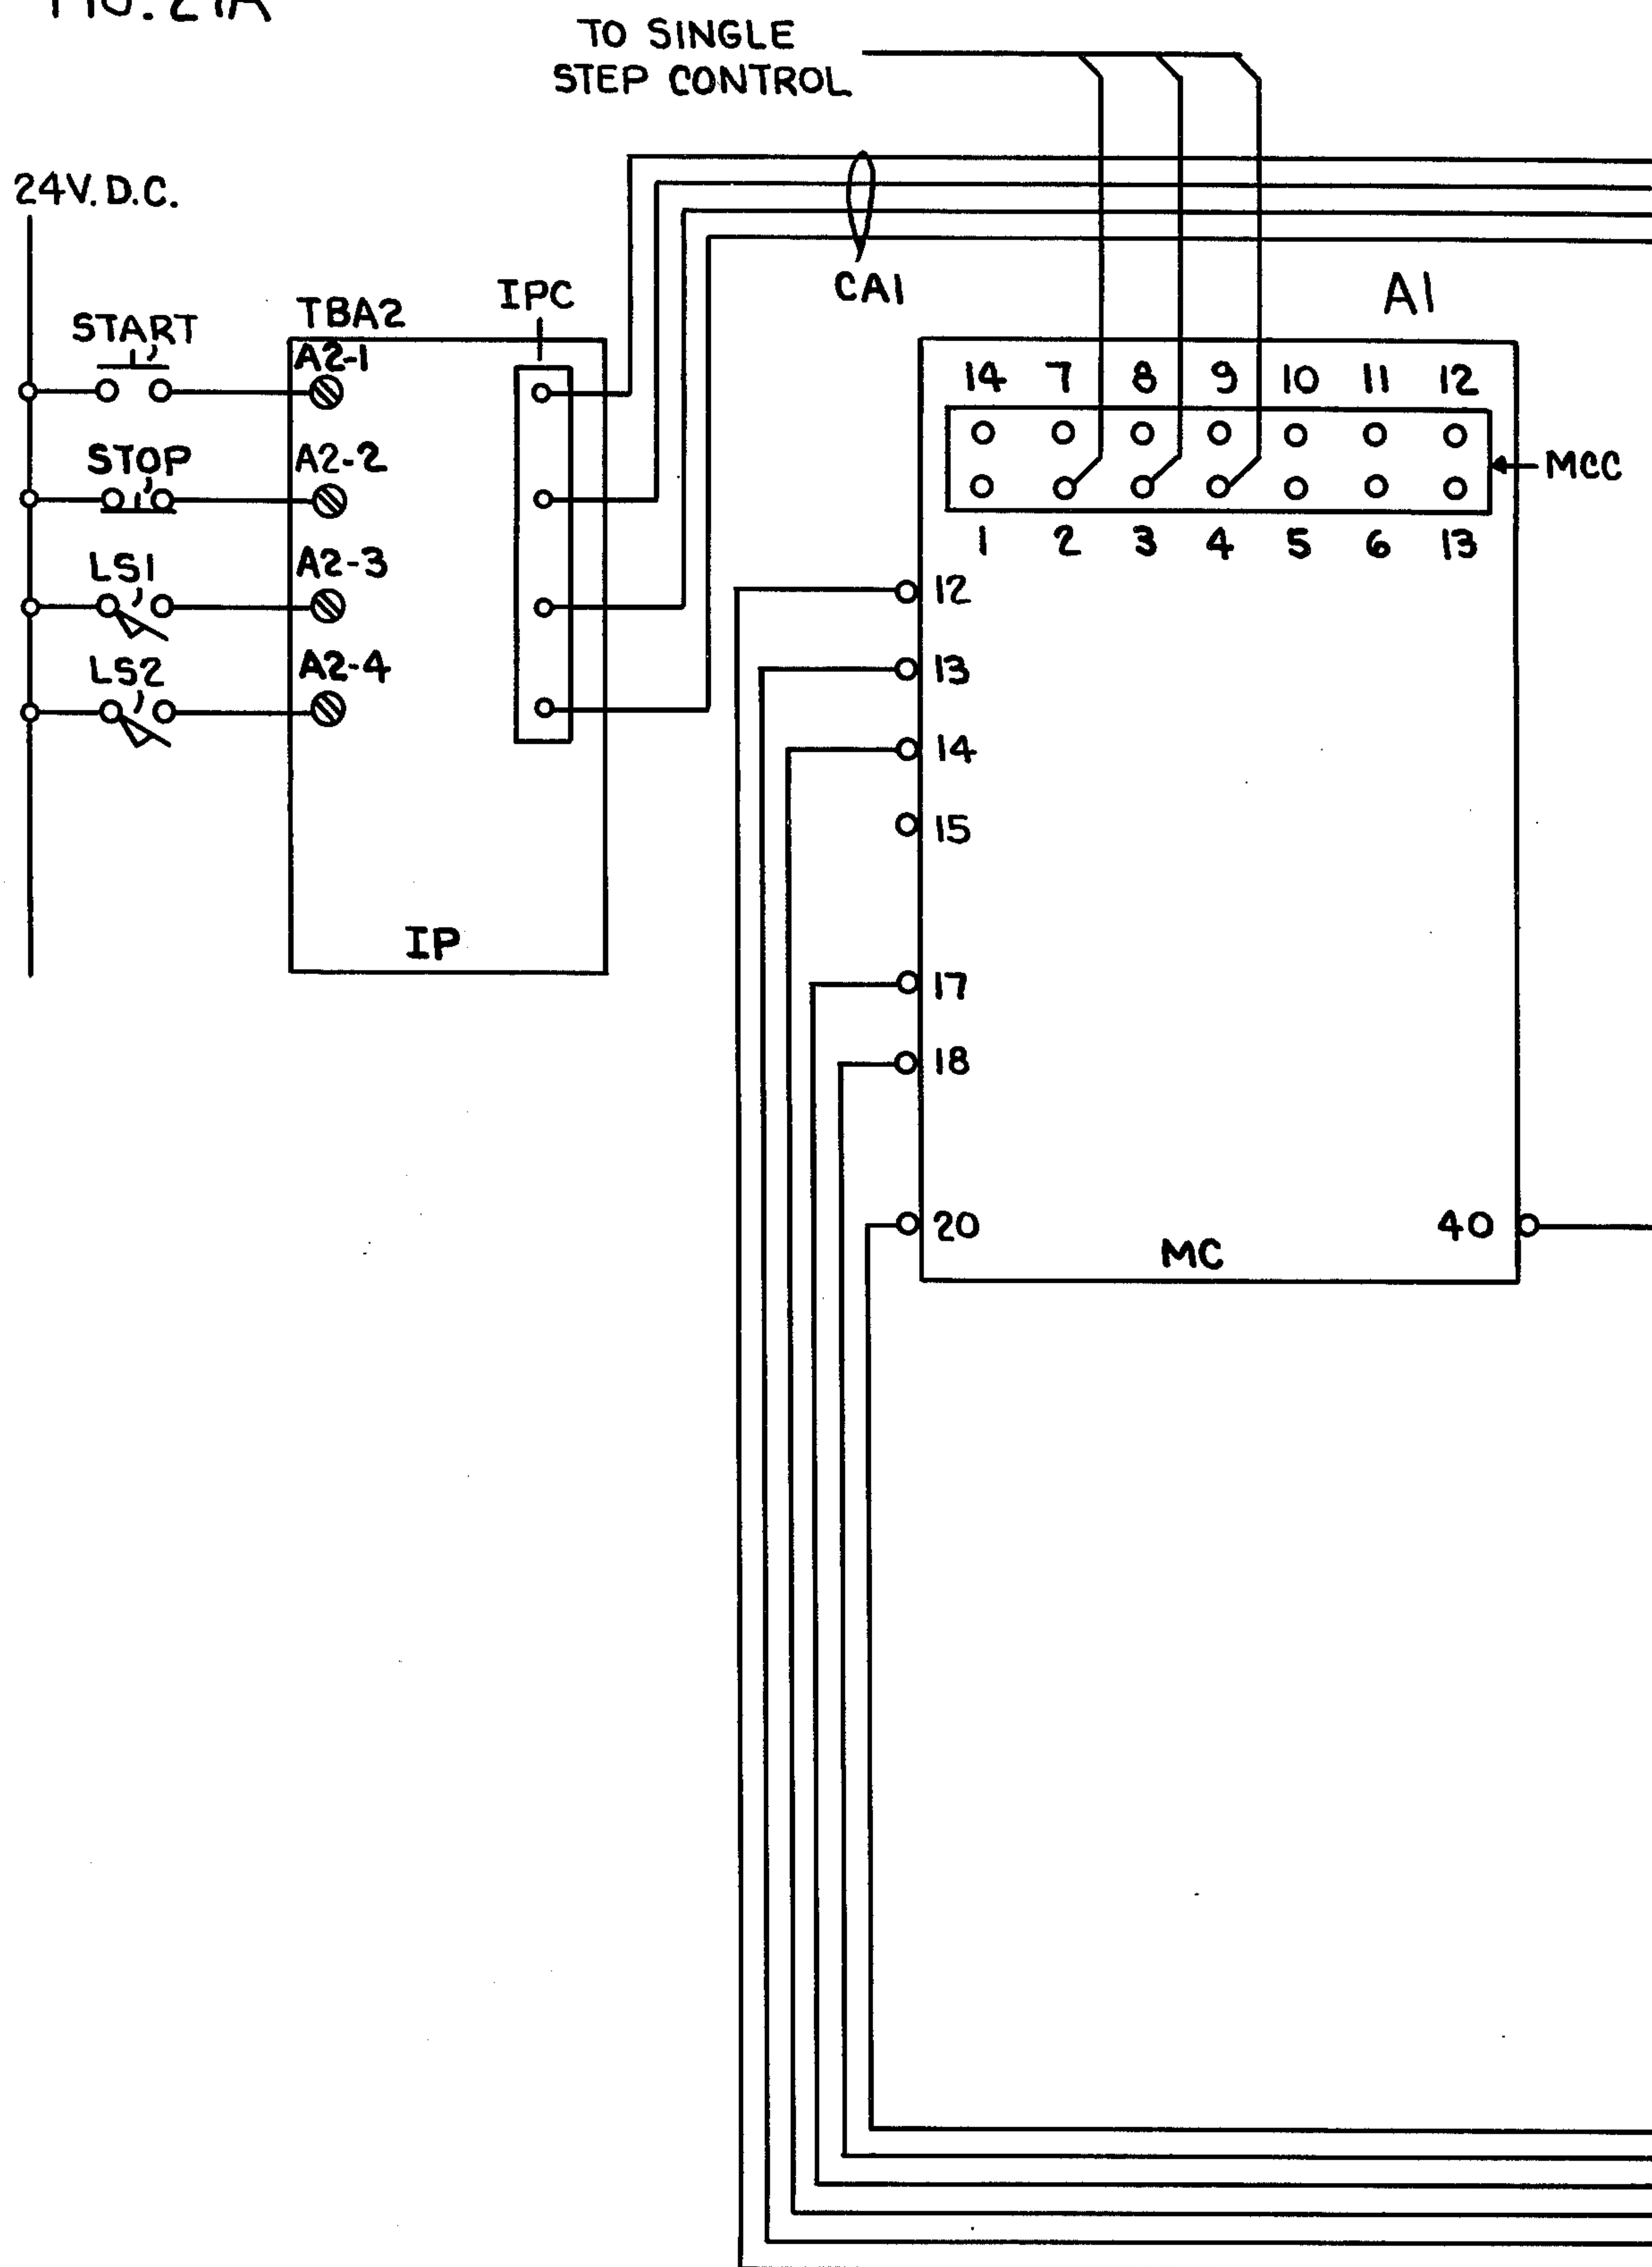 TO SINGLE
STEP CONTROL
24V.D.C.
CA1
A1
START
TBA2
IPC
A2-1
STOP
A2-2
LS1
A2-3
LS2
A2-4
IP
14 7 8 9 10 11 12
MCC
1 2 3 4 5 6 13
12
13
14
15
17
18
20
40
MC